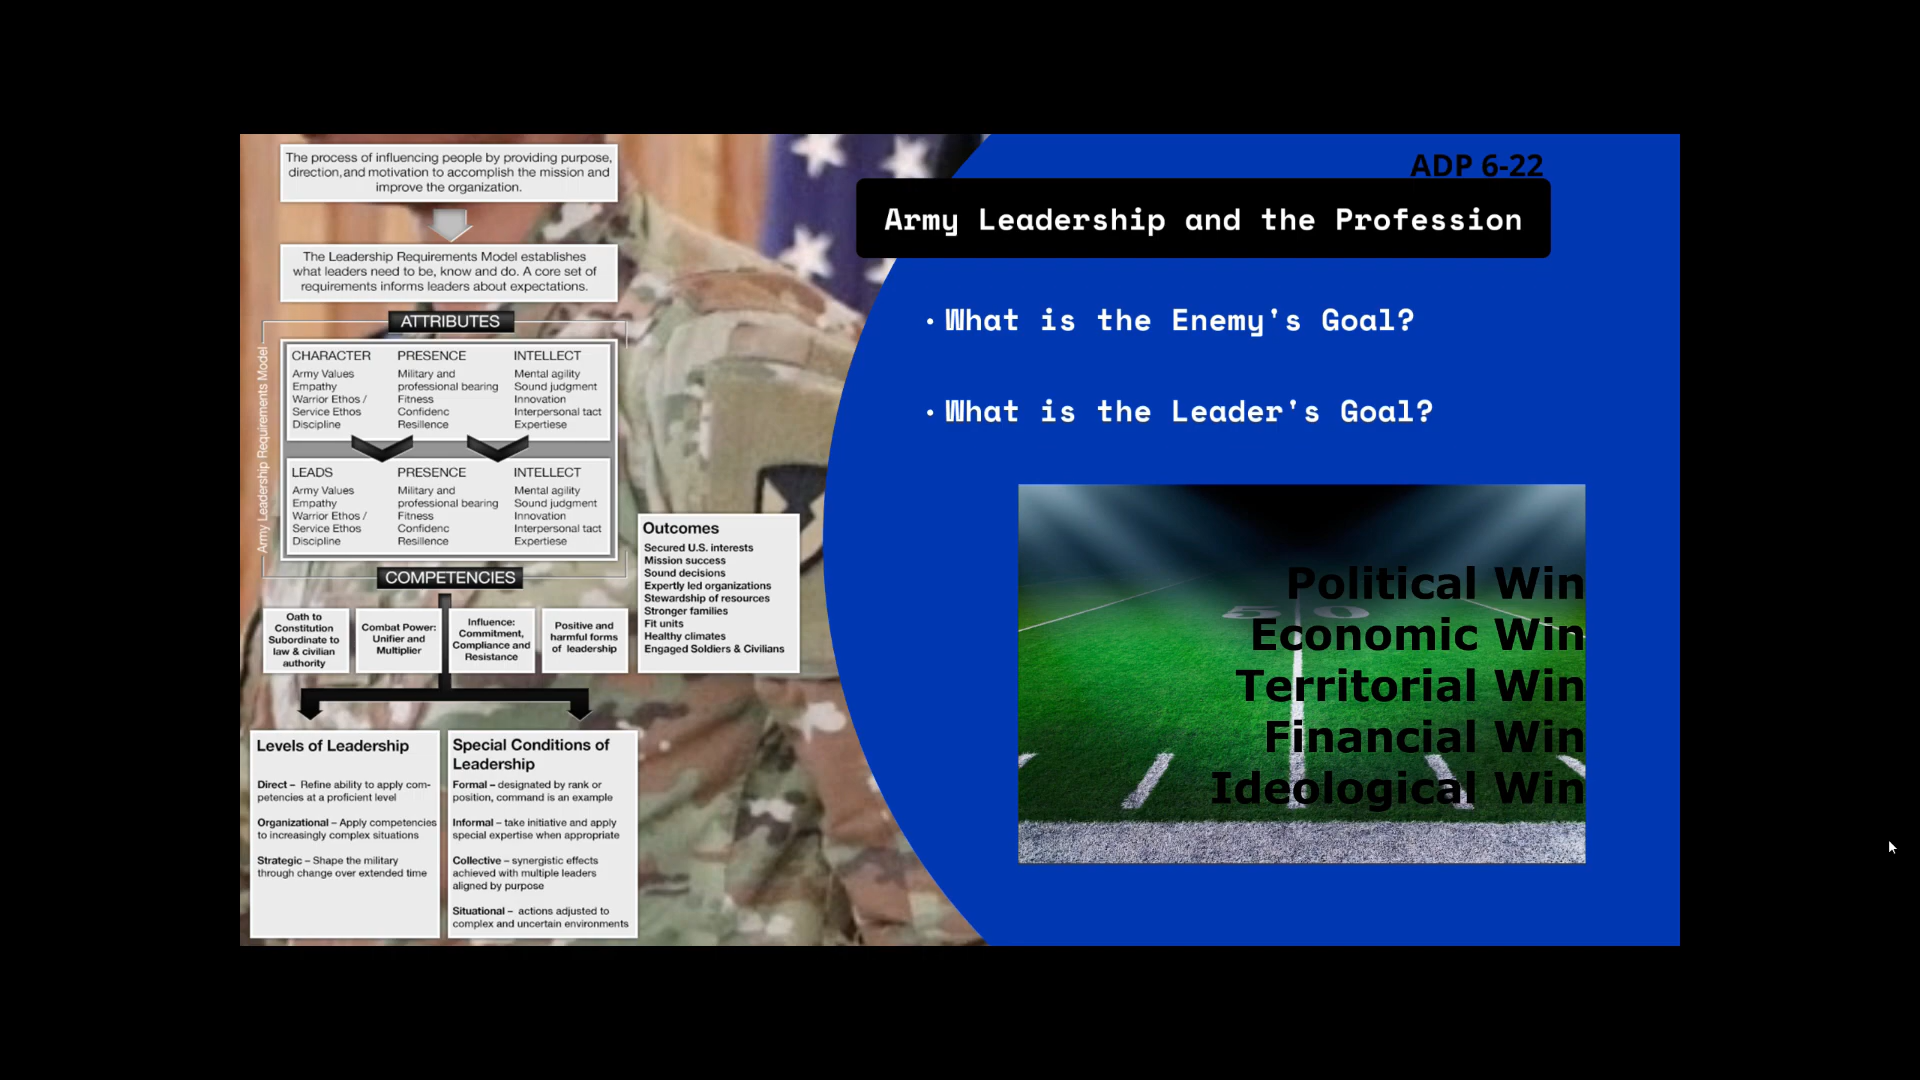 The process of influencing people by providing purpose,
direction,and motivation to accomplish the mission and
improve the organization.
The Leadership Requirements Model establishes
what leaders need to be, know and do. A core set of
requirements informs leaders about expectations.
Army Leadership Requirements Model
ATTRIBUTES
CHARACTER
Army Values
Empathy
Warrior Ethos /
Service Ethos
Discipline
PRESENCE
Military and
professional bearing
Fitness
Confidenc
Resillence
INTELLECT
Mental agility
Sound judgment
Innovation
Interpersonal tact
Expertiese
LEADS
Army Values
Empathy
Warrior Ethos /
Service Ethos
Discipline
PRESENCE
Military and
professional bearing
Fitness
Confidenc
Resillence
INTELLECT
Mental agility
Sound judgment
Innovation
Interpersonal tact
Expertiese
COMPETENCIES
Oath to
Constitution
Subordinate to
law & civilian
authority
Combat Power:
Unifier and
Multiplier
Influence:
Commitment,
Compliance and
Resistance
Positive and
harmful forms
of leadership
Outcomes
Secured U.S. interests
Mission success
Sound decisions
Expertly led organizations
Stewardship of resources
Stronger families
Fit units
Healthy climates
Engaged Soldiers & Civilians
Levels of Leadership
Direct – Refine ability to apply com-
petencies at a proficient level
Organizational – Apply competencies
to increasingly complex situations
Strategic – Shape the military
through change over extended time
Special Conditions of
Leadership
Formal – designated by rank or
position, command is an example
Informal – take initiative and apply
special expertise when appropriate
Collective – synergistic effects
achieved with multiple leaders
aligned by purpose
Situational – actions adjusted to
complex and uncertain environments
ADP 6-22
Army Leadership and the Profession
• What is the Enemy's Goal?
• What is the Leader's Goal?
50
Political Win
Economic Win
Territorial Win
Financial Win
Ideological Win